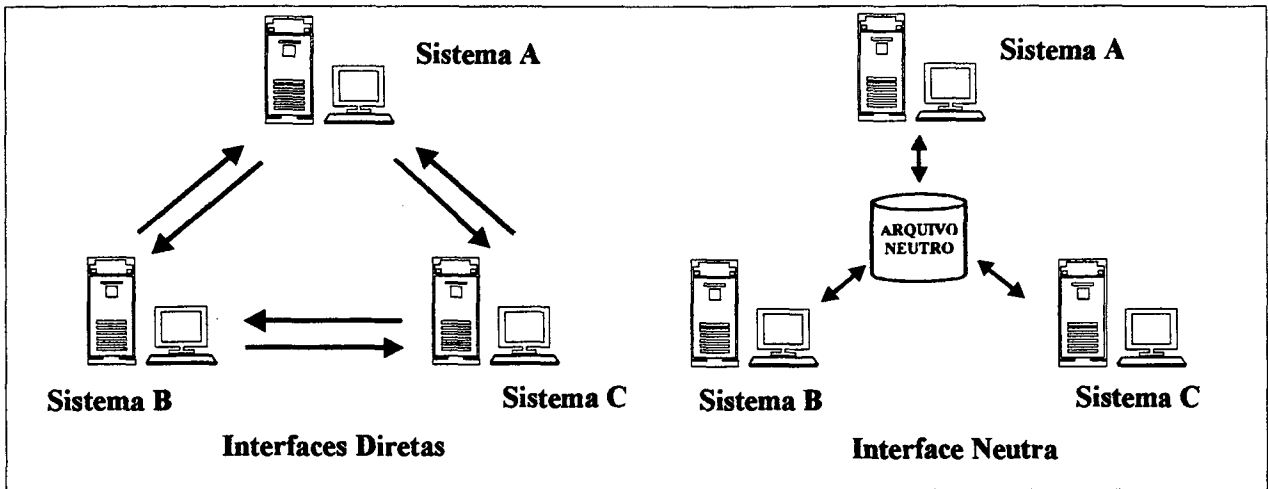 Sistema A
Sistema B
Sistema C
Interfaces Diretas
Sistema A
ARQUIVO
NEUTRO
Sistema B
Sistema C
Interface Neutra